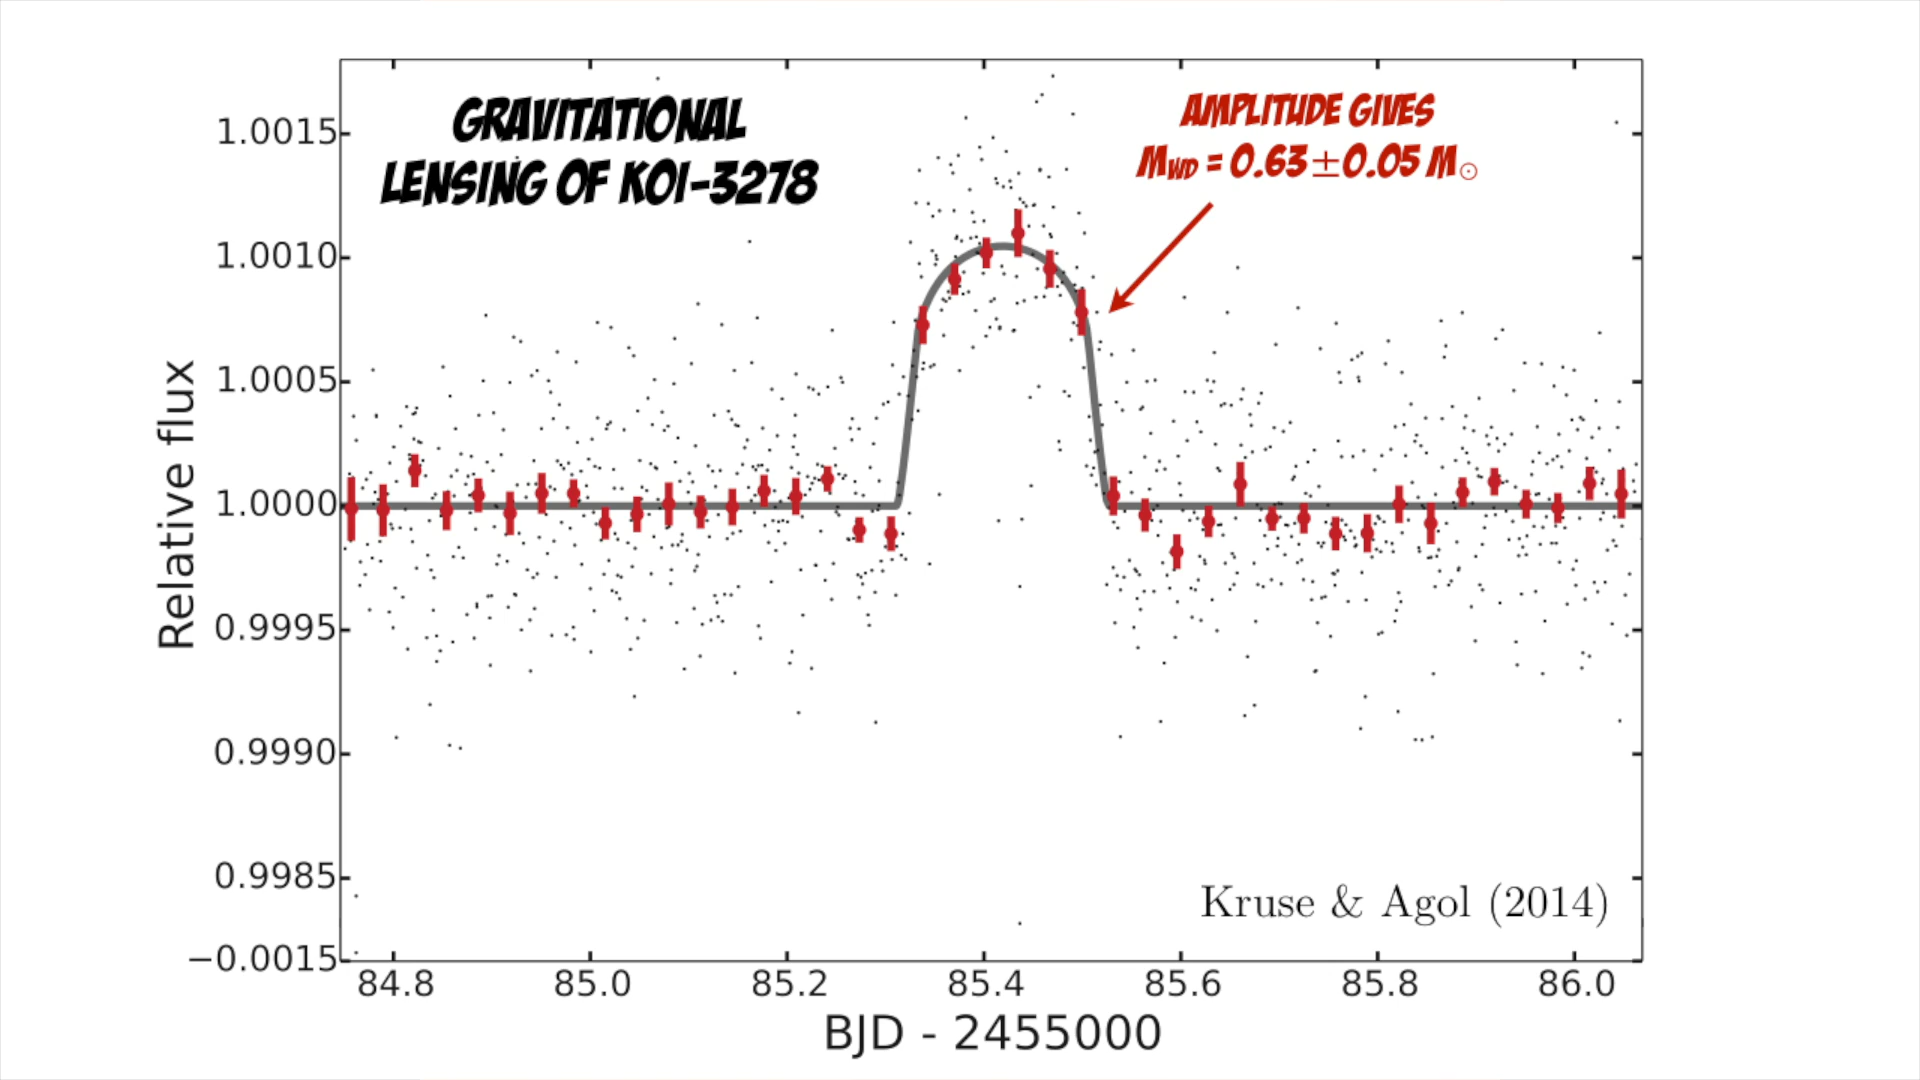 GRAVITATIONAL
LENSING OF KOI-3278
AMPLITUDE GIVES
MWD = 0.63±0.05 M☉
Relative flux
1.0015
1.0010
1.0005
1.0000
0.9995
0.9990
0.9985
−0.0015
Kruse & Agol (2014)
84.8 85.0 85.2 85.4 85.6 85.8 86.0
BJD - 2455000